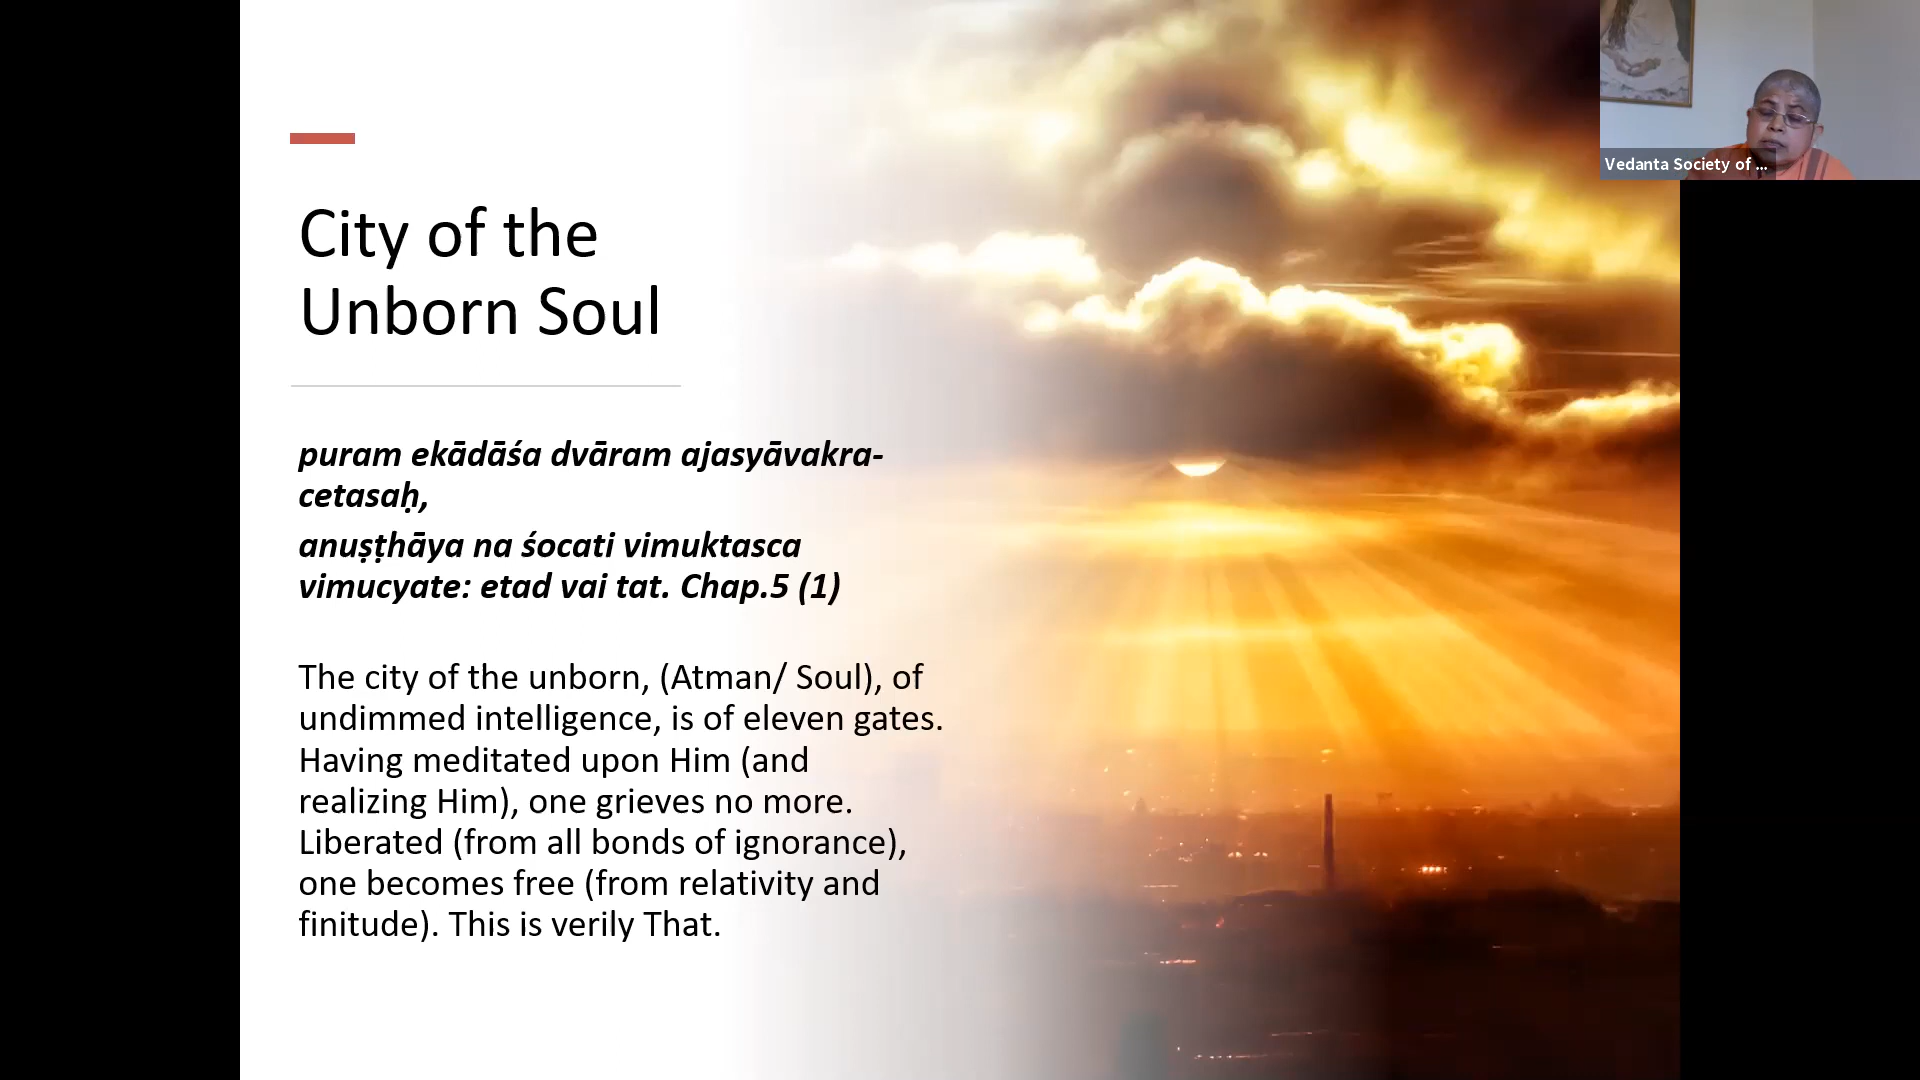 Vedanta Society of ...
City of the
Unborn Soul
puram ekādāśa dvāram ajasyāvakra-
cetasaḥ,
anuṣṭhāya na śocati vimuktasca
vimucyate: etad vai tat. Chap.5 (1)
The city of the unborn, (Atman/ Soul), of
undimmed intelligence, is of eleven gates.
Having meditated upon Him (and
realizing Him), one grieves no more.
Liberated (from all bonds of ignorance),
one becomes free (from relativity and
finitude). This is verily That.